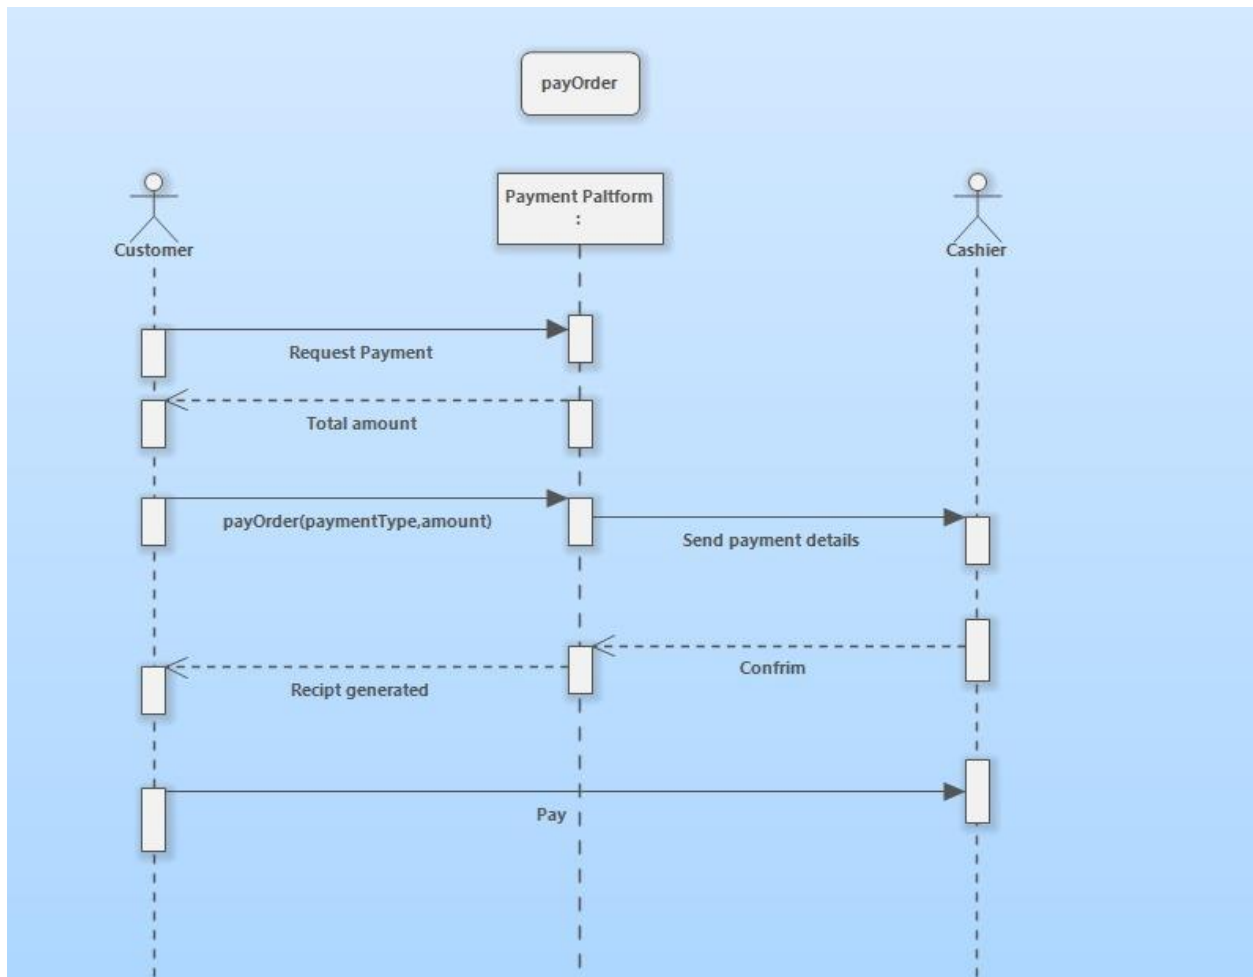 payOrder
Payment Paltform
:
Customer
Cashier
Request Payment
Total amount
payOrder(paymentType,amount)
Send payment details
Confrim
Recipt generated
Pay